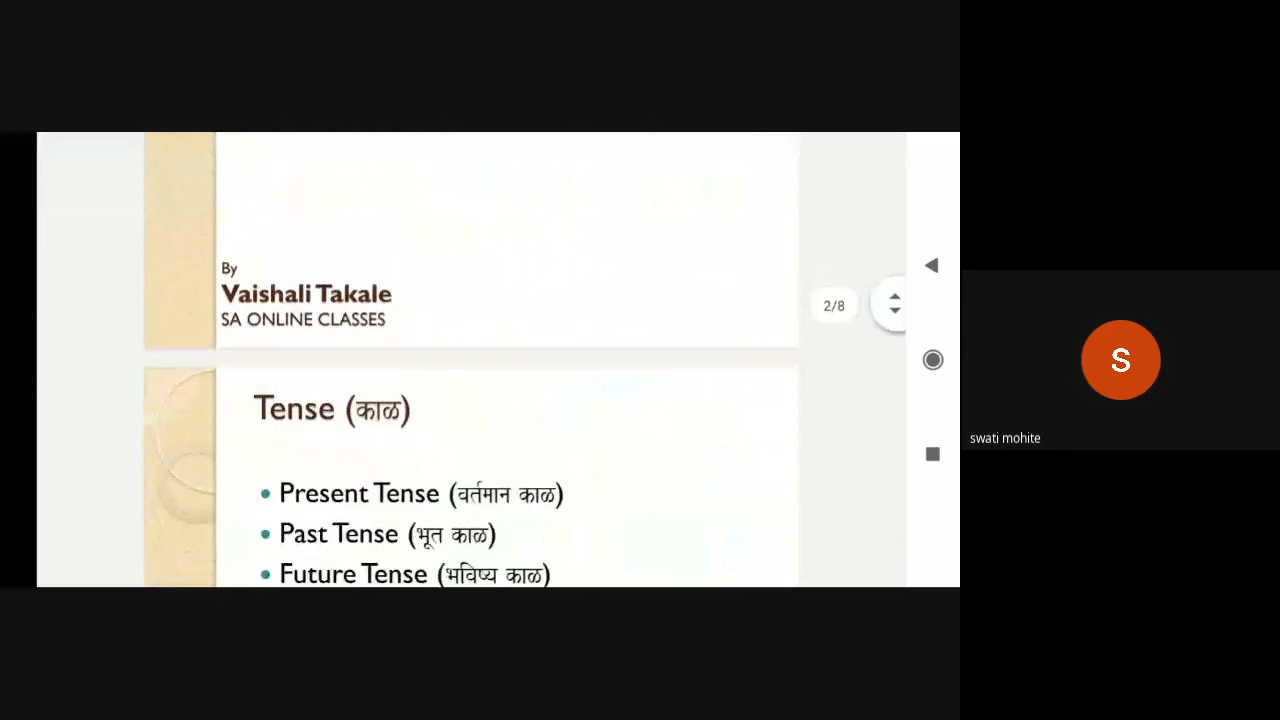 By
Vaishali Takale
SA ONLINE CLASSES
2/8
Tense (काळ)
• Present Tense (वर्तमान काळ)
• Past Tense (भूत काळ)
• Future Tense (भविष्य काळ)
S
swati mohite